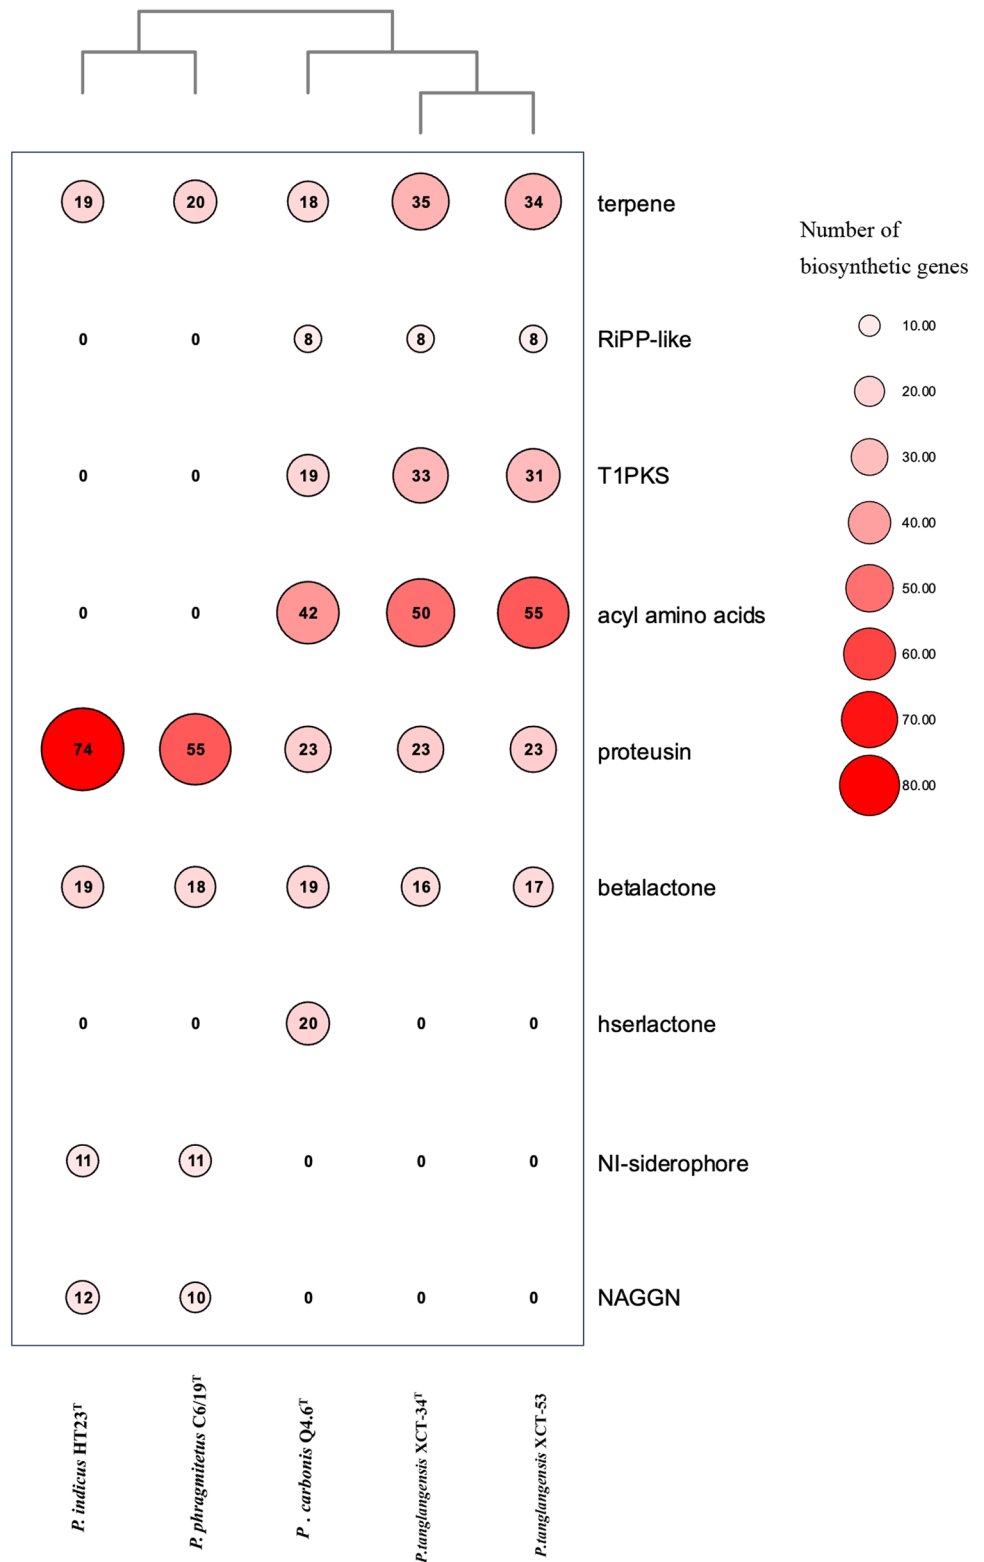 19 20 18 35 34 terpene
Number of
biosynthetic genes
10.00
0 0 8 8 8 RiPP-like
20.00
30.00
0 0 19 33 31 T1PKS
40.00
50.00
0 0 42 50 55 acyl amino acids
60.00
70.00
74 55 23 23 23 proteusin
80.00
19 18 19 16 17 betalactone
0 0 20 0 0 hserlactone
11 11 0 0 0 NI-siderophore
12 10 0 0 0 NAGGN
P. indicus HT23ᵀ
P. phragmitetus C6/19ᵀ
P . carbonis Q4.6ᵀ
P.tanglangensis XCT-34ᵀ
P.tanglangensis XCT-53